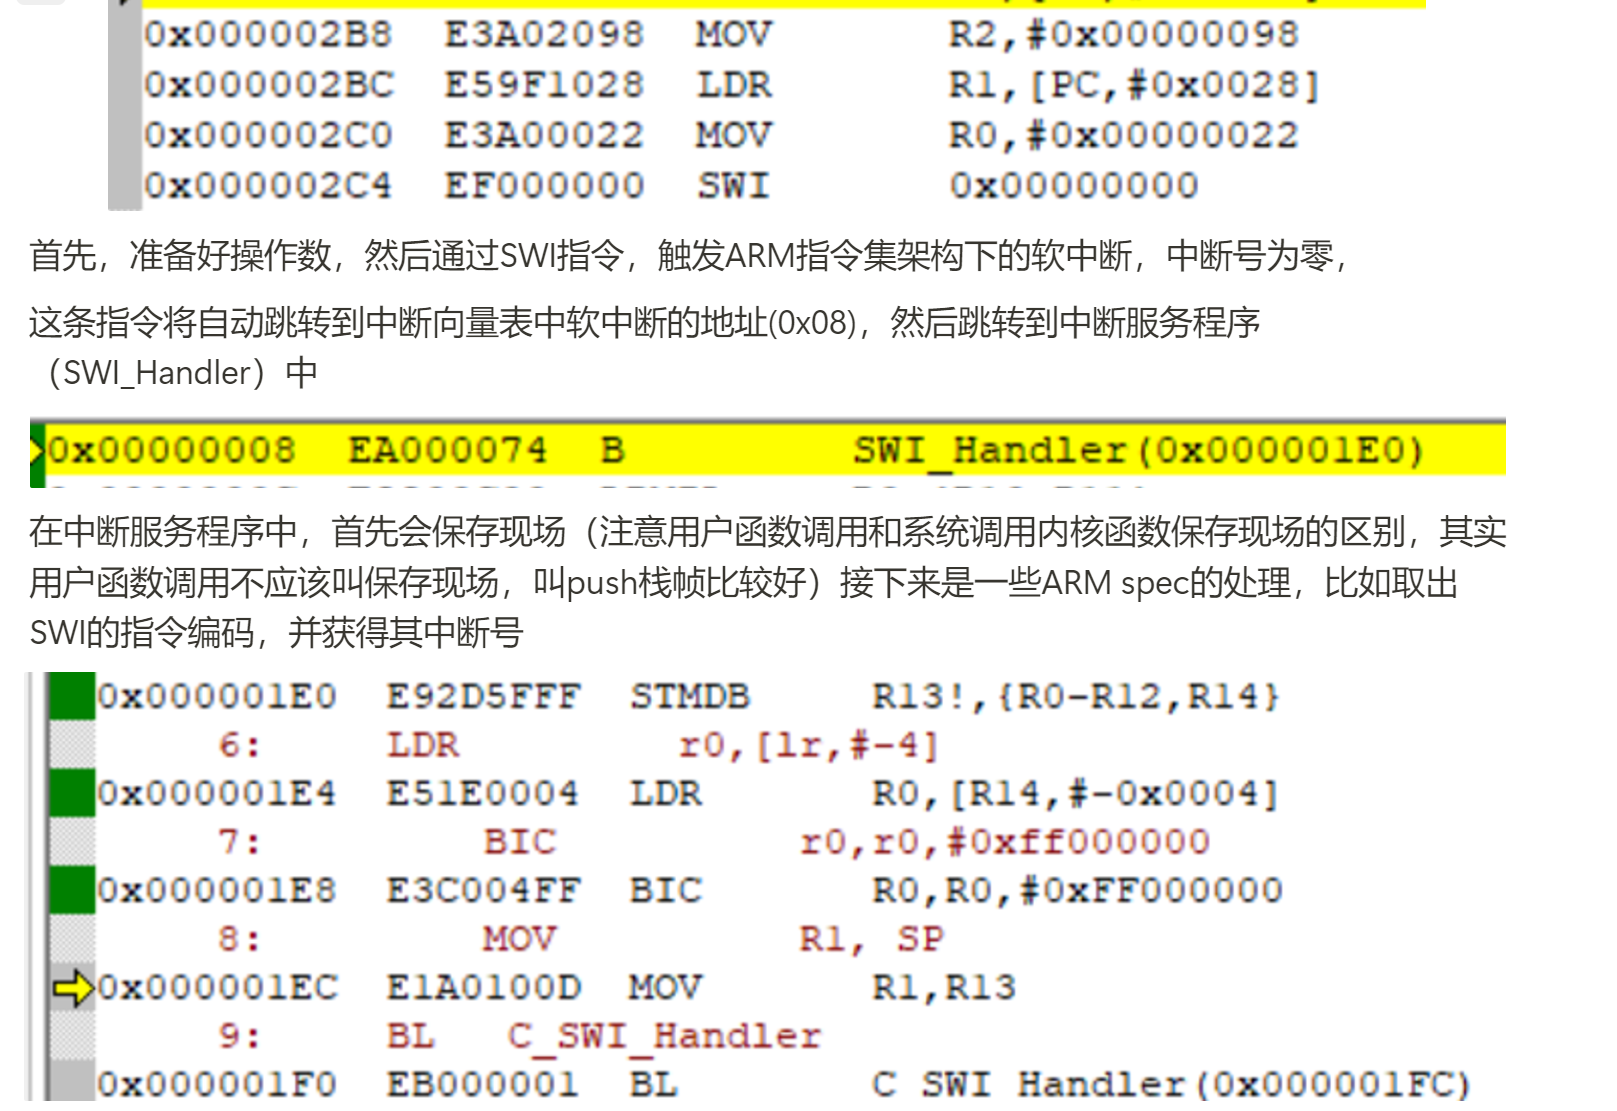 0x000002B8 E3A02098 MOV R2,#0x00000098
0x000002BC E59F1028 LDR R1,[PC,#0x0028]
0x000002C0 E3A00022 MOV R0,#0x00000022
0x000002C4 EF000000 SWI 0x00000000
首先，准备好操作数，然后通过SWI指令，触发ARM指令集架构下的软中断，中断号为零，
这条指令将自动跳转到中断向量表中软中断的地址(0x08)，然后跳转到中断服务程序
（SWI_Handler）中
0x00000008 EA000074 B SWI_Handler(0x000001E0)
在中断服务程序中，首先会保存现场（注意用户函数调用和系统调用内核函数保存现场的区别，其实
用户函数调用不应该叫保存现场，叫push栈帧比较好）接下来是一些ARM spec的处理，比如取出
SWI的指令编码，并获得其中断号
0x000001E0 E92D5FFF STMDB R13!,{R0-R12,R14}
6: LDR r0,[lr,#-4]
0x000001E4 E51E0004 LDR R0,[R14,#-0x0004]
7: BIC r0,r0,#0xff000000
0x000001E8 E3C004FF BIC R0,R0,#0xFF000000
8: MOV R1, SP
0x000001EC E1A0100D MOV R1,R13
9: BL C_SWI_Handler
0x000001F0 EB000001 BL C_SWI_Handler(0x000001FC)